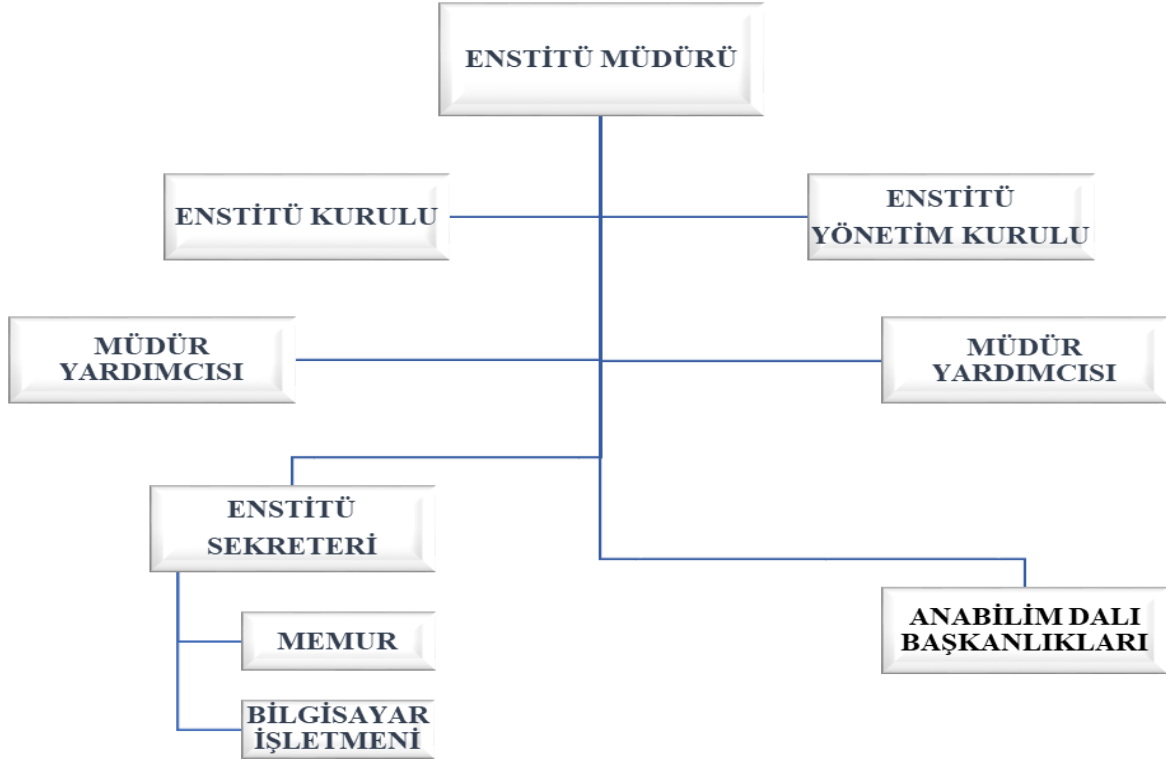 ENSTİTÜ MÜDÜRÜ
ENSTİTÜ KURULU
ENSTİTÜ
YÖNETİM KURULU
MÜDÜR
YARDIMCISI
MÜDÜR
YARDIMCISI
ENSTİTÜ
SEKRETERİ
MEMUR
BİLGİSAYAR
İŞLETMENİ
ANABİLİM DALI
BAŞKANLIKLARI